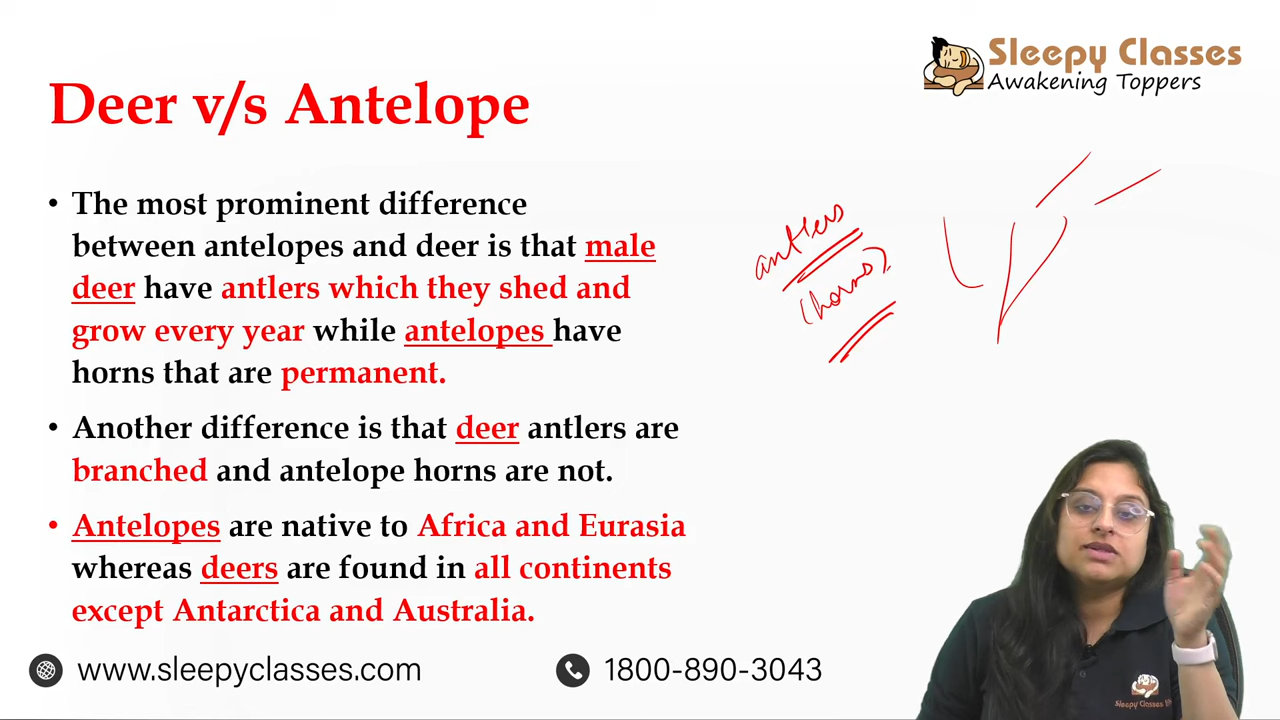 Sleepy Classes
Awakening Toppers
Deer v/s Antelope
• The most prominent difference
between antelopes and deer is that male
deer have antlers which they shed and
grow every year while antelopes have
horns that are permanent.
• Another difference is that deer antlers are
branched and antelope horns are not.
• Antelopes are native to Africa and Eurasia
whereas deers are found in all continents
except Antarctica and Australia.
antlers
(horns)
www.sleepyclasses.com
1800-890-3043
Sleepy Classes